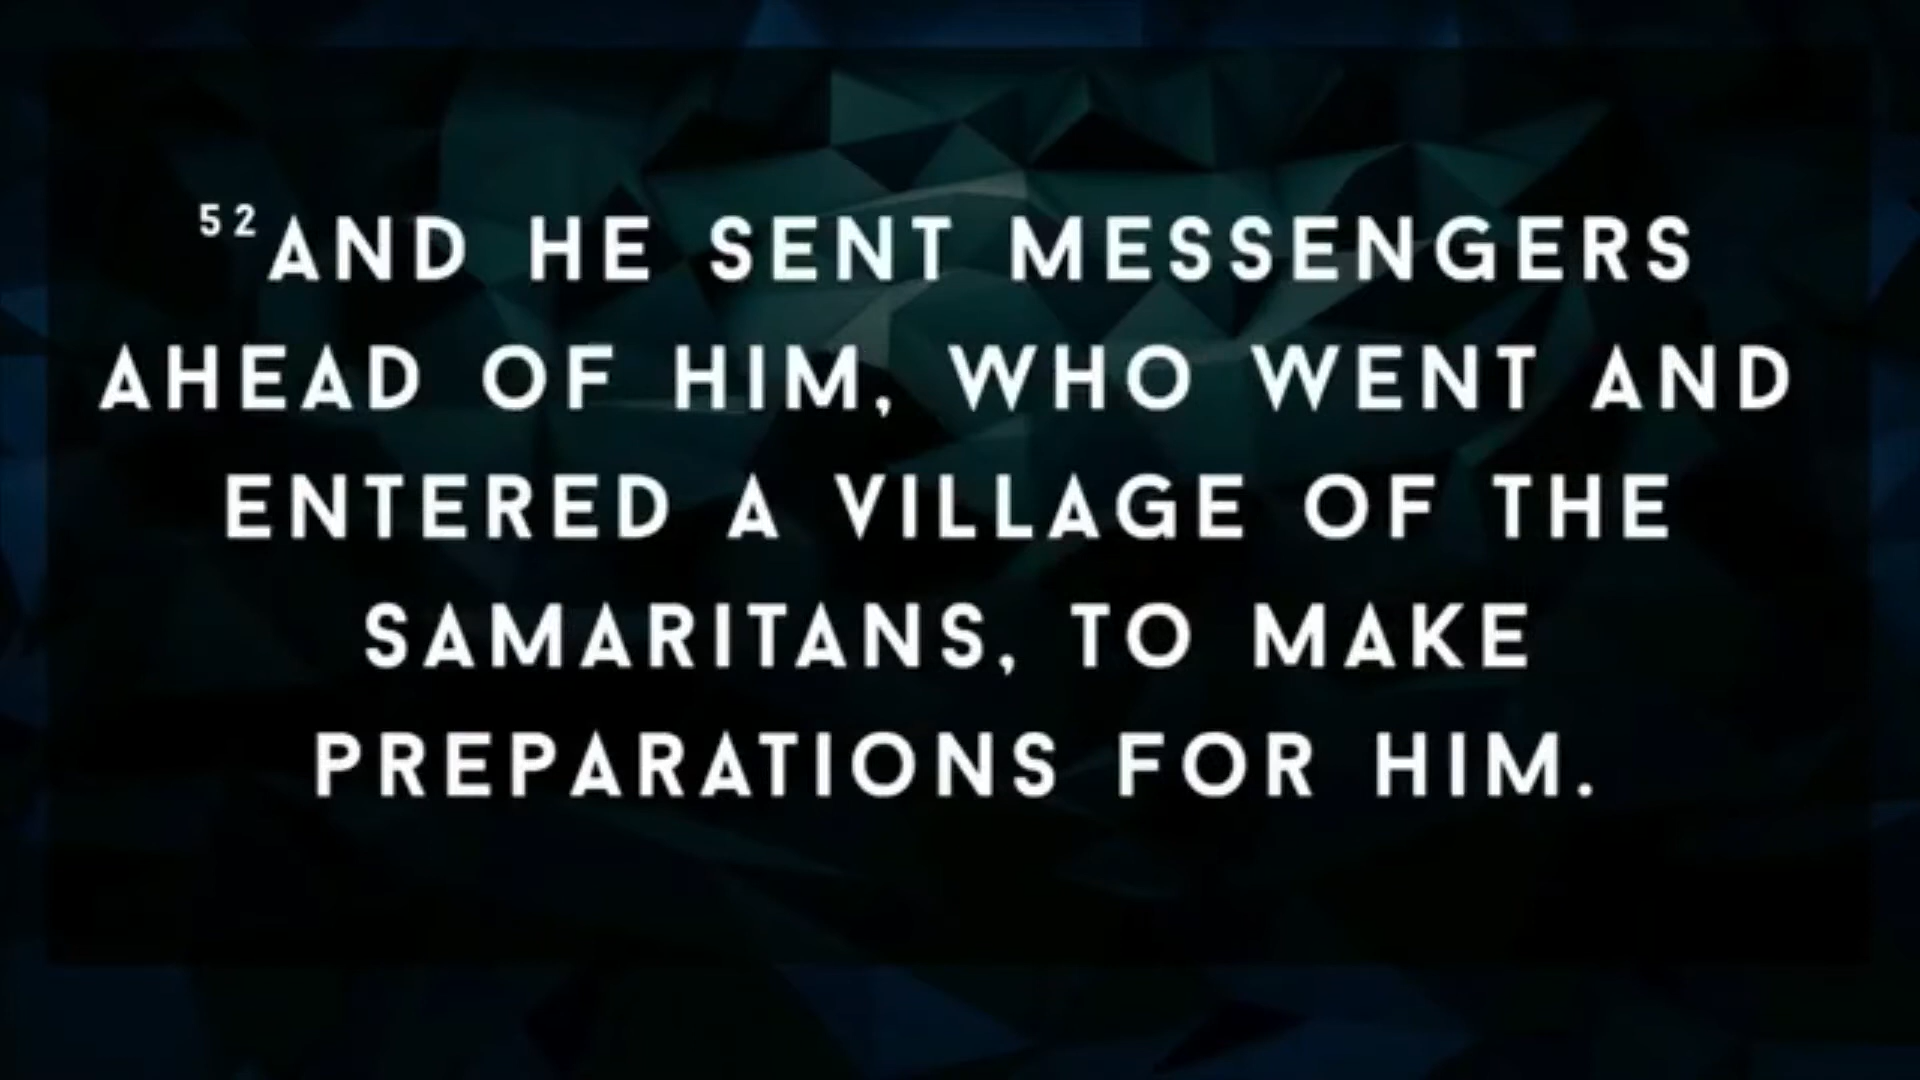 52AND HE SENT MESSENGERS
AHEAD OF HIM, WHO WENT AND
ENTERED A VILLAGE OF THE
SAMARITANS, TO MAKE
PREPARATIONS FOR HIM.